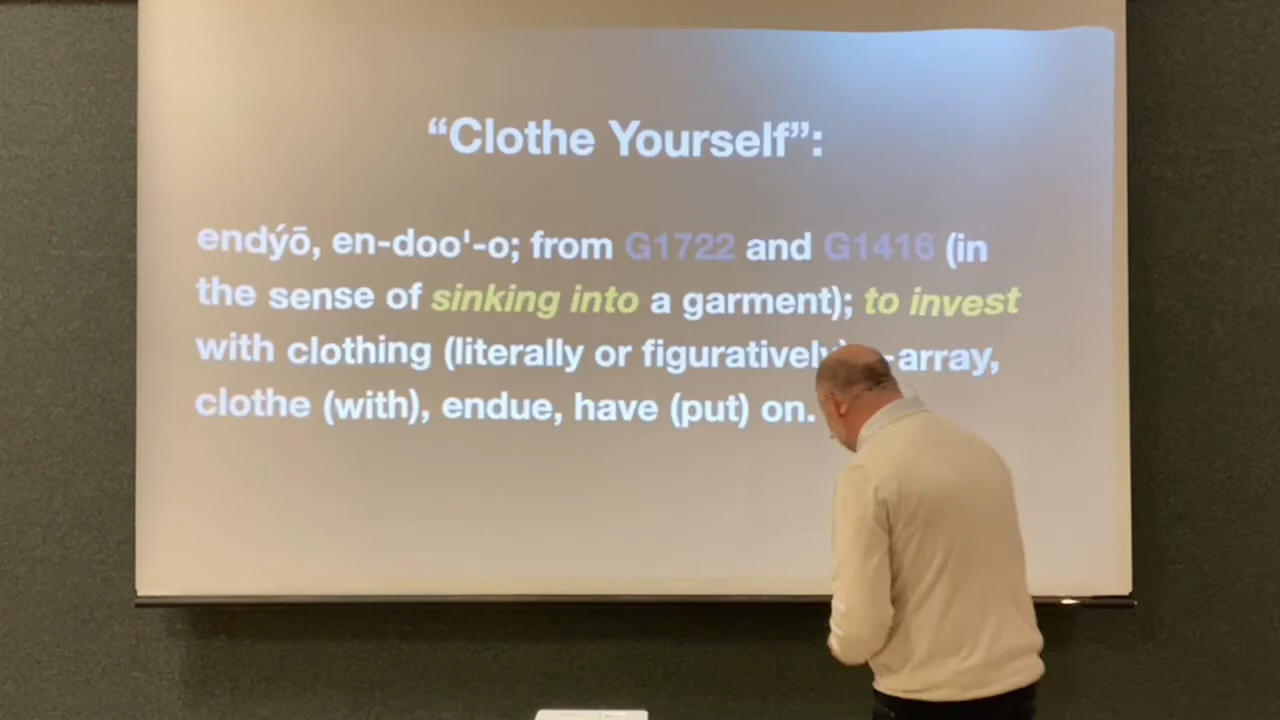 “Clothe Yourself”:
endýō, en-doo'-o; from G1722 and G1416 (in
the sense of sinking into a garment); to invest
with clothing (literally or figuratively) array,
clothe (with), endue, have (put) on.